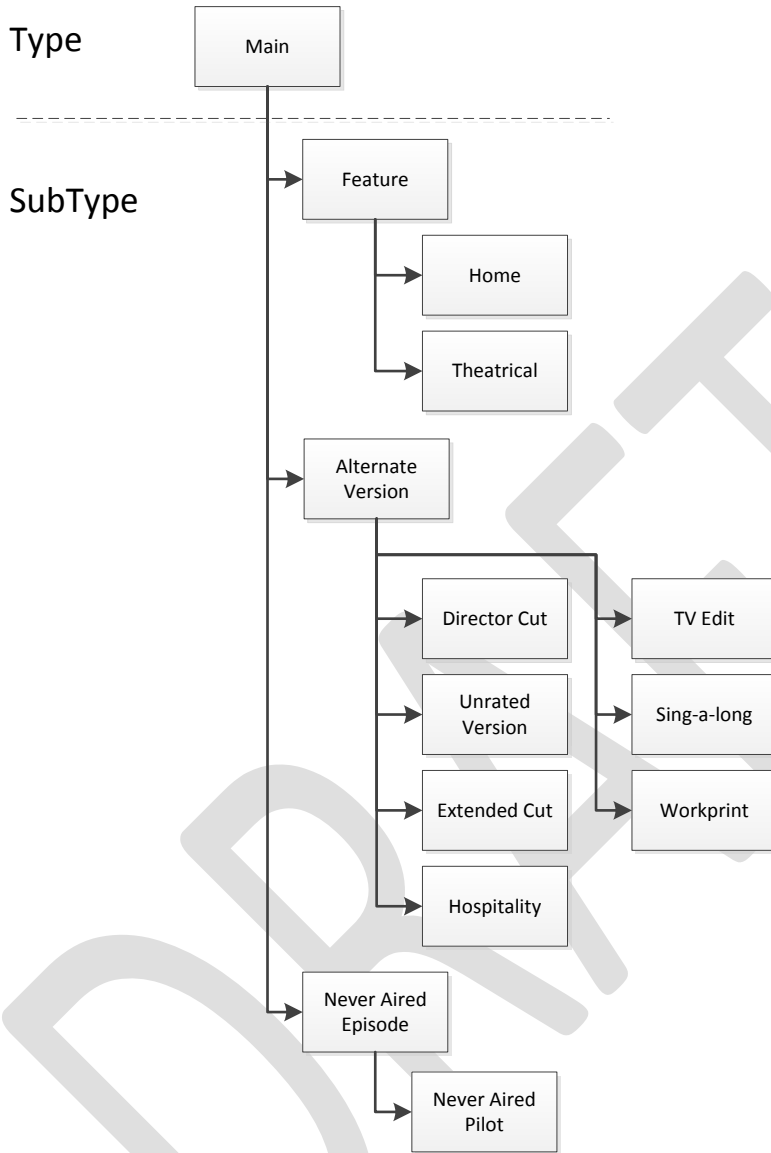 Type
Main
SubType
Feature
Home
Theatrical
Alternate
Version
Director Cut
TV Edit
Unrated
Version
Sing-a-long
Extended Cut
Workprint
Hospitality
Never Aired
Episode
Never Aired
Pilot
DRAFT